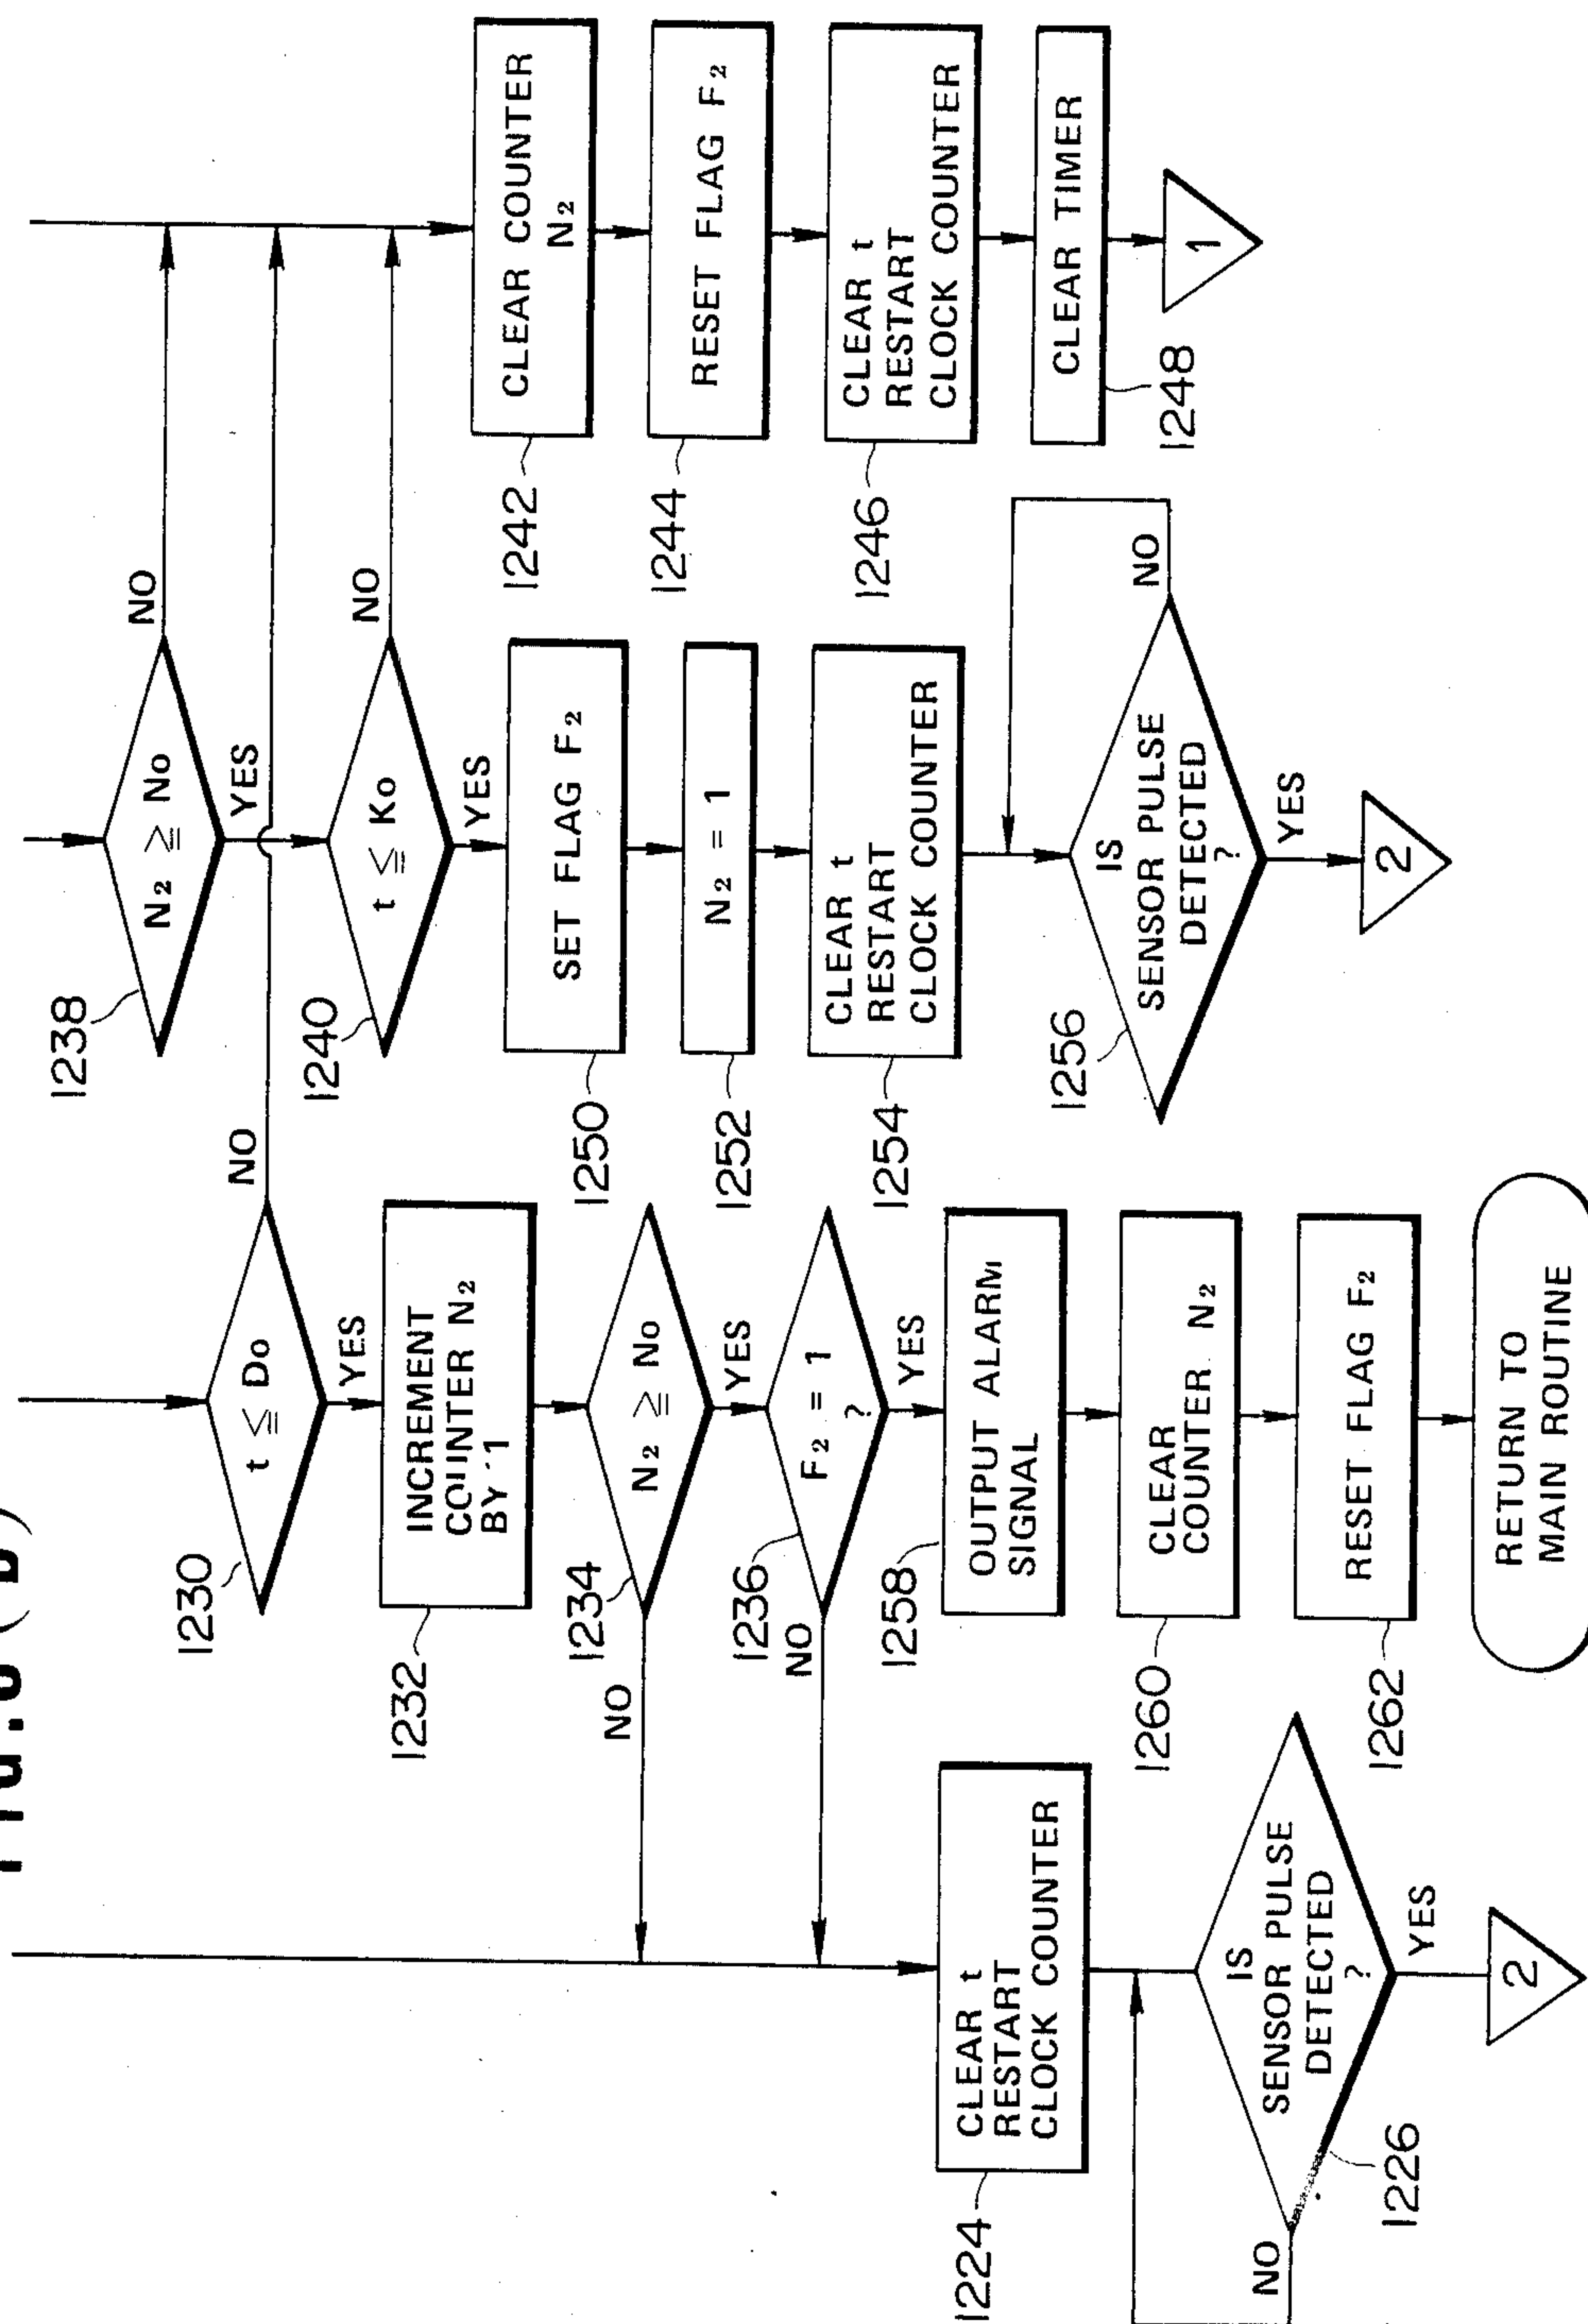 1224
CLEAR t
RESTART
CLOCK COUNTER
1226
IS
SENSOR PULSE
DETECTED
?
NO
YES
2
1230
t ≦ Do
NO
YES
1232
INCREMENT
COUNTER N2
BY 1
1234
N2 ≧ No
NO
YES
1236
F2 = 1
?
NO
YES
1258
OUTPUT ALARM
SIGNAL
1260
CLEAR
COUNTER N2
1262
RESET FLAG F2
RETURN TO
MAIN ROUTINE
1238
N2 ≧ No
NO
YES
1240
t ≦ Ko
NO
YES
1250
SET FLAG F2
1252
N2 = 1
1254
CLEAR t
RESTART
CLOCK COUNTER
1256
IS
SENSOR PULSE
DETECTED
?
NO
YES
2
1242
CLEAR COUNTER
N2
1244
RESET FLAG F2
1246
CLEAR t
RESTART
CLOCK COUNTER
1248
CLEAR TIMER
1